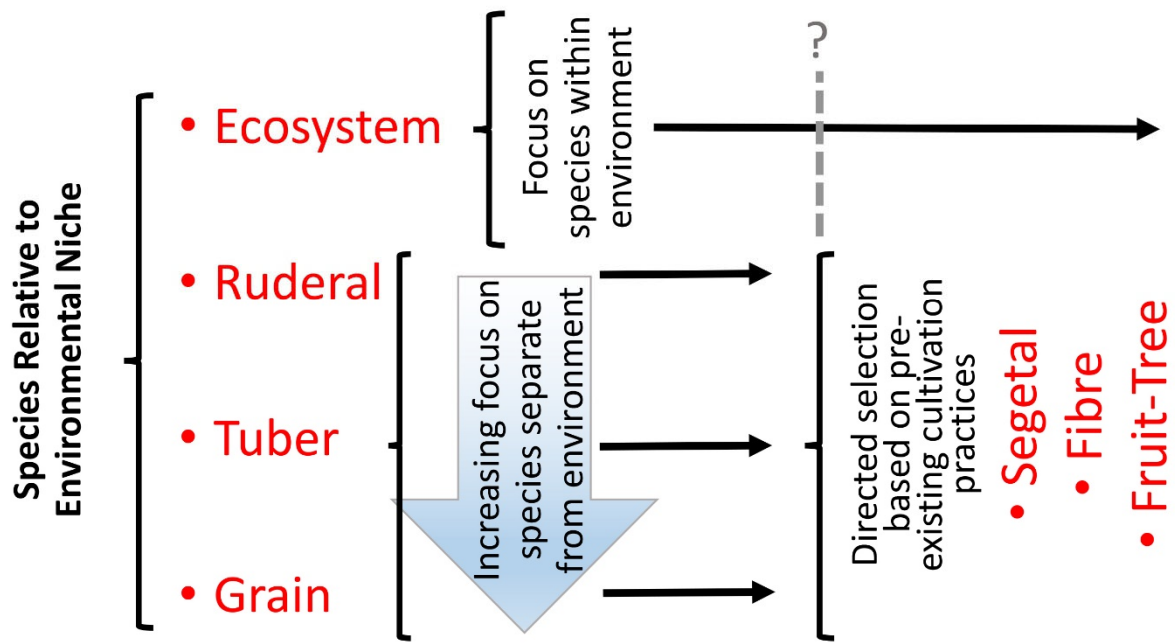 Species Relative to
Environmental Niche
• Ecosystem
• Ruderal
• Tuber
• Grain
Focus on
species within
environment
Increasing focus on
species separate
from environment
?
Directed selection
based on pre-
existing cultivation
practices
• Segetal
• Fibre
• Fruit-Tree